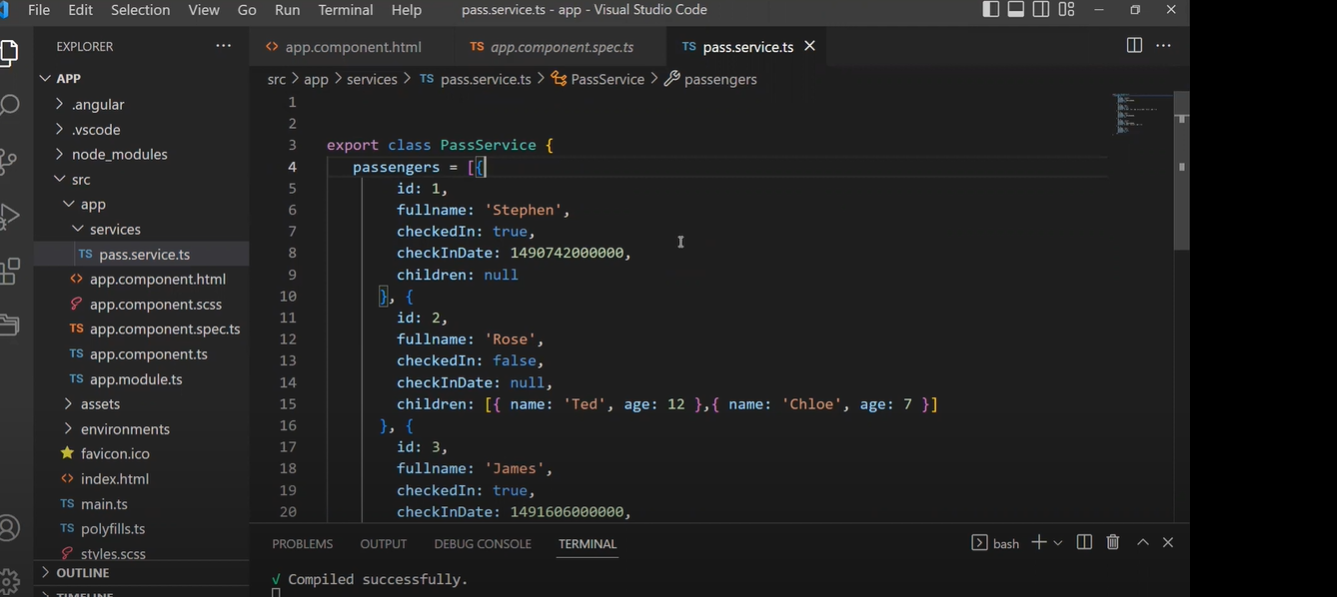 File Edit Selection View Go Run Terminal Help pass.service.ts - app - Visual Studio Code
EXPLORER ...
APP
.angular
.vscode
node_modules
src
app
services
TS pass.service.ts
<> app.component.html
app.component.scss
TS app.component.spec.ts
TS app.component.ts
TS app.module.ts
assets
environments
favicon.ico
<> index.html
TS main.ts
TS polyfills.ts
styles.scss
OUTLINE
TIMELINE
<> app.component.html TS app.component.spec.ts TS pass.service.ts ...
src > app > services > TS pass.service.ts > PassService > passengers
1
2
3 export class PassService {
4 passengers = [{
5 id: 1,
6 fullname: 'Stephen',
7 checkedIn: true,
8 checkInDate: 1490742000000,
9 children: null
10 }, {
11 id: 2,
12 fullname: 'Rose',
13 checkedIn: false,
14 checkInDate: null,
15 children: [{ name: 'Ted', age: 12 },{ name: 'Chloe', age: 7 }]
16 }, {
17 id: 3,
18 fullname: 'James',
19 checkedIn: true,
20 checkInDate: 1491606000000,
PROBLEMS OUTPUT DEBUG CONSOLE TERMINAL bash
√ Compiled successfully.